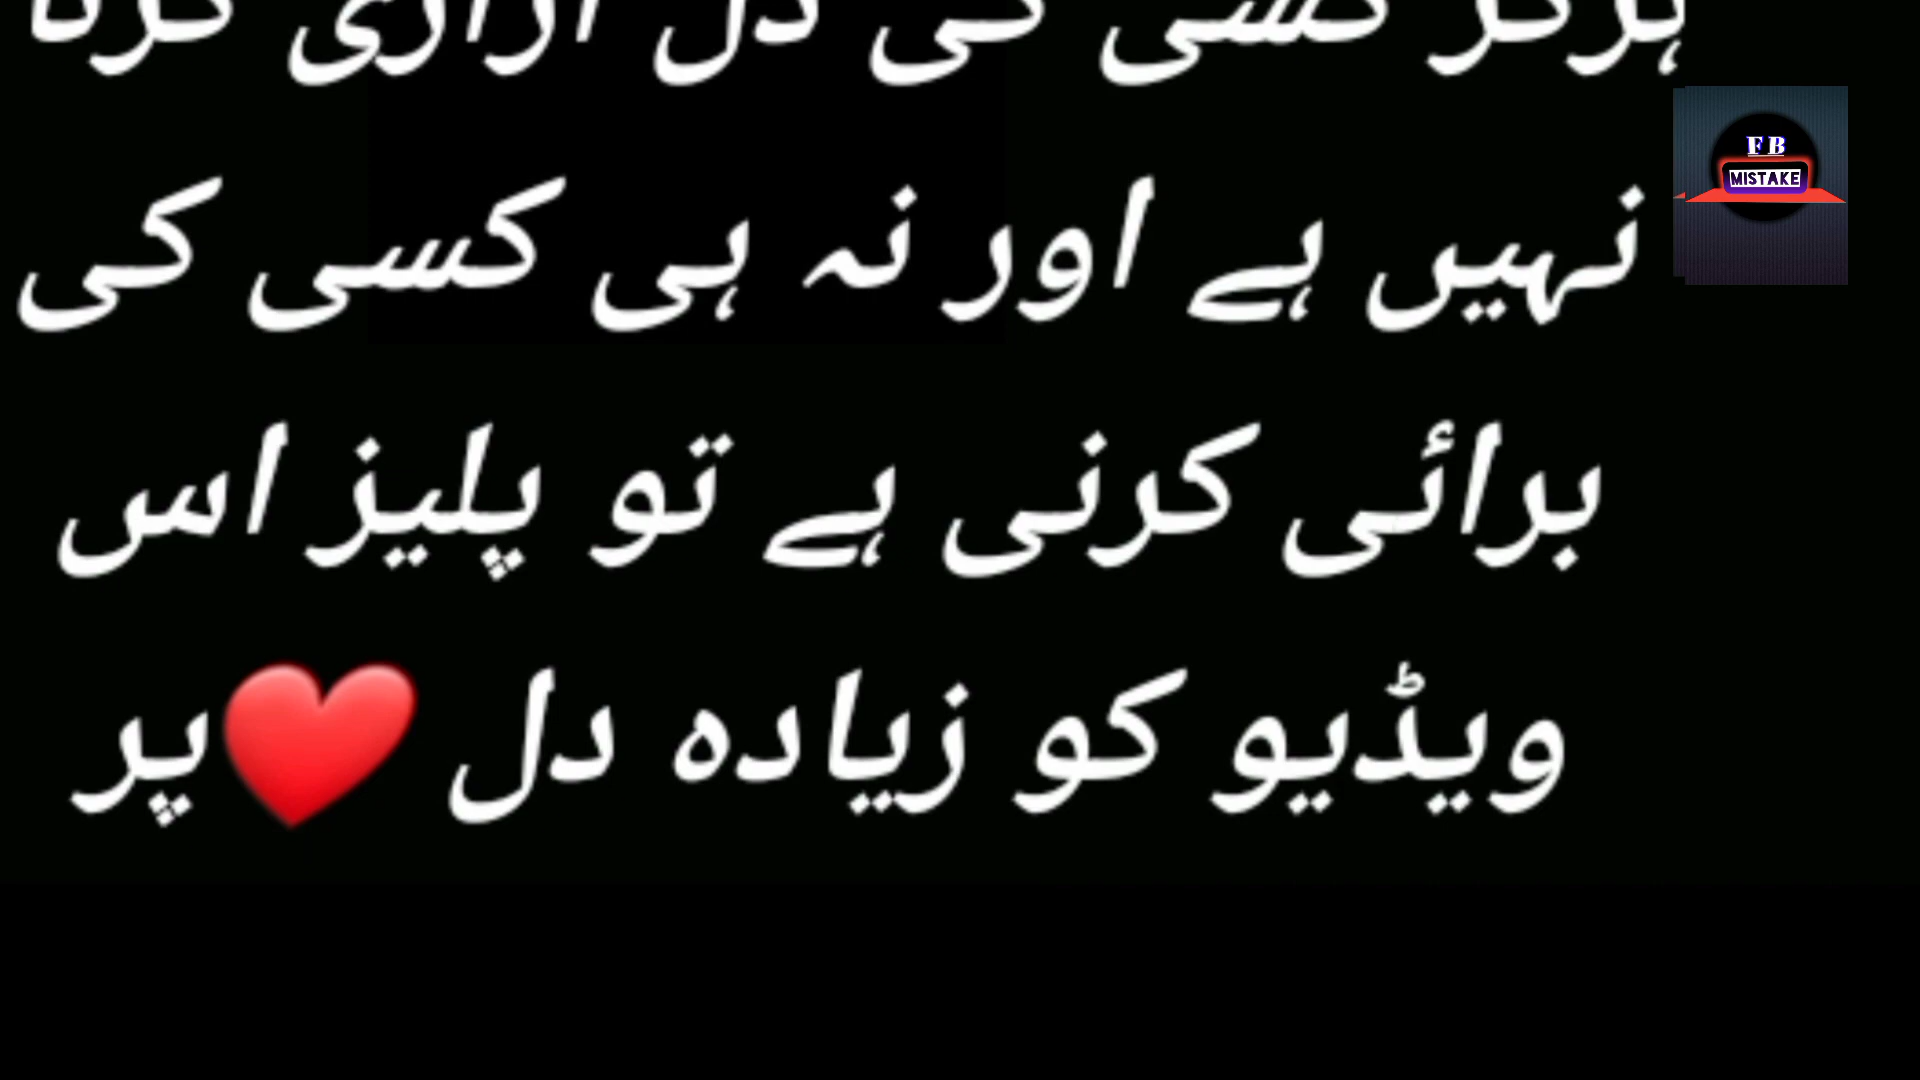 ہرگز کسی کی دل آزاری کرنا
نہیں ہے اور نہ ہی کسی کی
برائی کرنی ہے تو پلیز اس
ویڈیو کو زیادہ دل ❤️پر
FB
MISTAKE